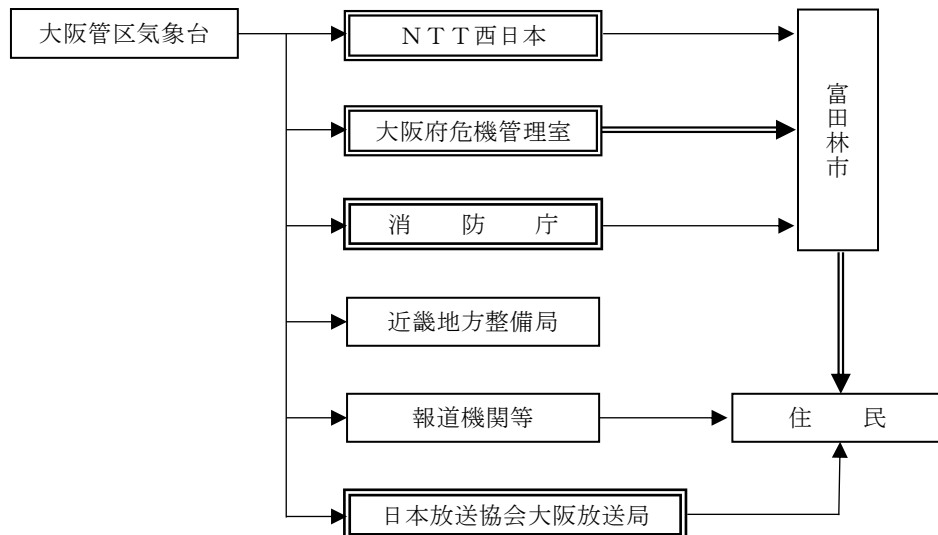 大阪管区気象台
ＮＴＴ西日本
大阪府危機管理室
消　防　庁
近畿地方整備局
報道機関等
日本放送協会大阪放送局
富田林市
住　民